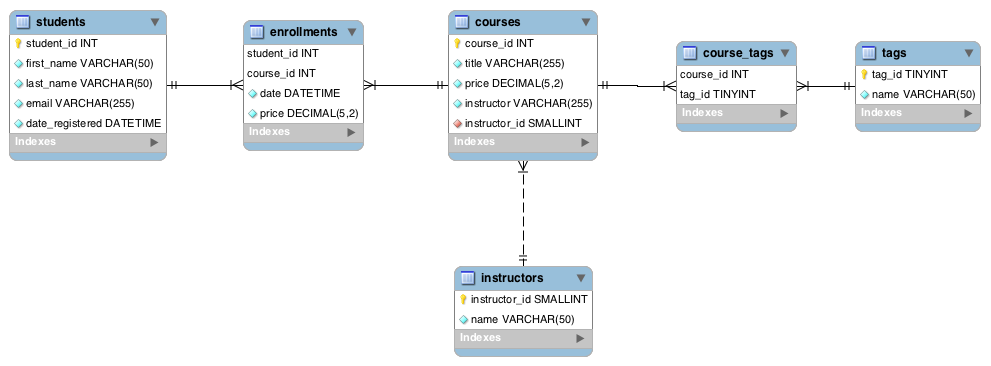 students
student_id INT
first_name VARCHAR(50)
last_name VARCHAR(50)
email VARCHAR(255)
date_registered DATETIME
Indexes
enrollments
student_id INT
course_id INT
date DATETIME
price DECIMAL(5,2)
Indexes
courses
course_id INT
title VARCHAR(255)
price DECIMAL(5,2)
instructor VARCHAR(255)
instructor_id SMALLINT
Indexes
course_tags
course_id INT
tag_id TINYINT
Indexes
tags
tag_id TINYINT
name VARCHAR(50)
Indexes
instructors
instructor_id SMALLINT
name VARCHAR(50)
Indexes